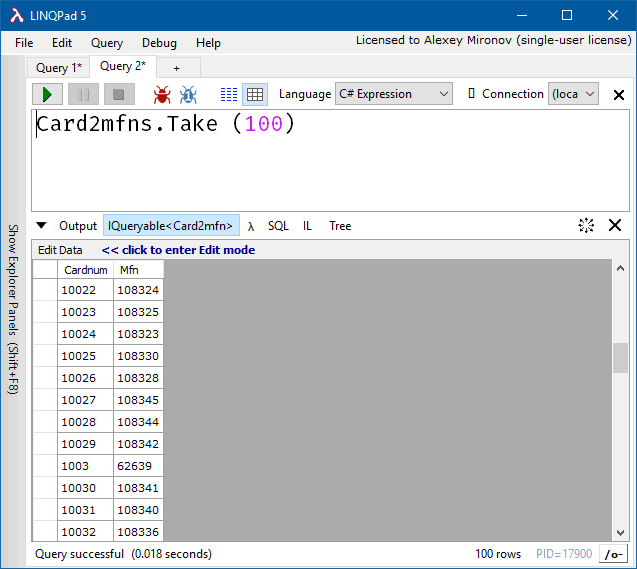 LINQPad 5
File Edit Query Debug Help Licensed to Alexey Mironov (single-user license)
Query 1* Query 2* +
Language C# Expression Connection (loca
Card2mfns.Take (100)
Output IQueryable<Card2mfn> λ SQL IL Tree
Edit Data << click to enter Edit mode
Cardnum Mfn
10022 108324
10023 108325
10024 108323
10025 108330
10026 108328
10027 108345
10028 108344
10029 108342
1003 62639
10030 108341
10031 108340
10032 108336
Show Explorer Panels (Shift+F8)
Query successful (0.018 seconds) 100 rows PID=17900 /o-